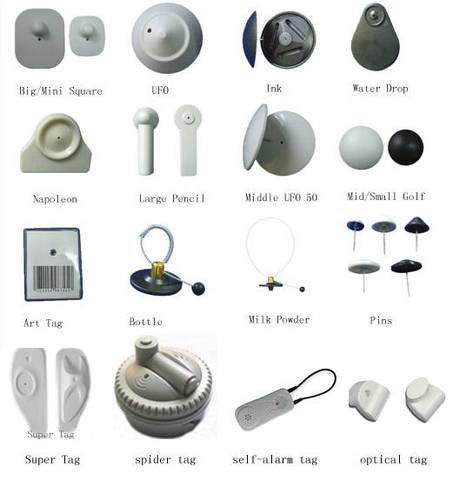 Big/Mini Square UFO Ink Water Drop
Napoleon Large Pencil Middle UFO 50 Mid/Small Golf
Art Tag Bottle Milk Powder Pins
Super Tag
Super Tag spider tag self-alarm tag optical tag